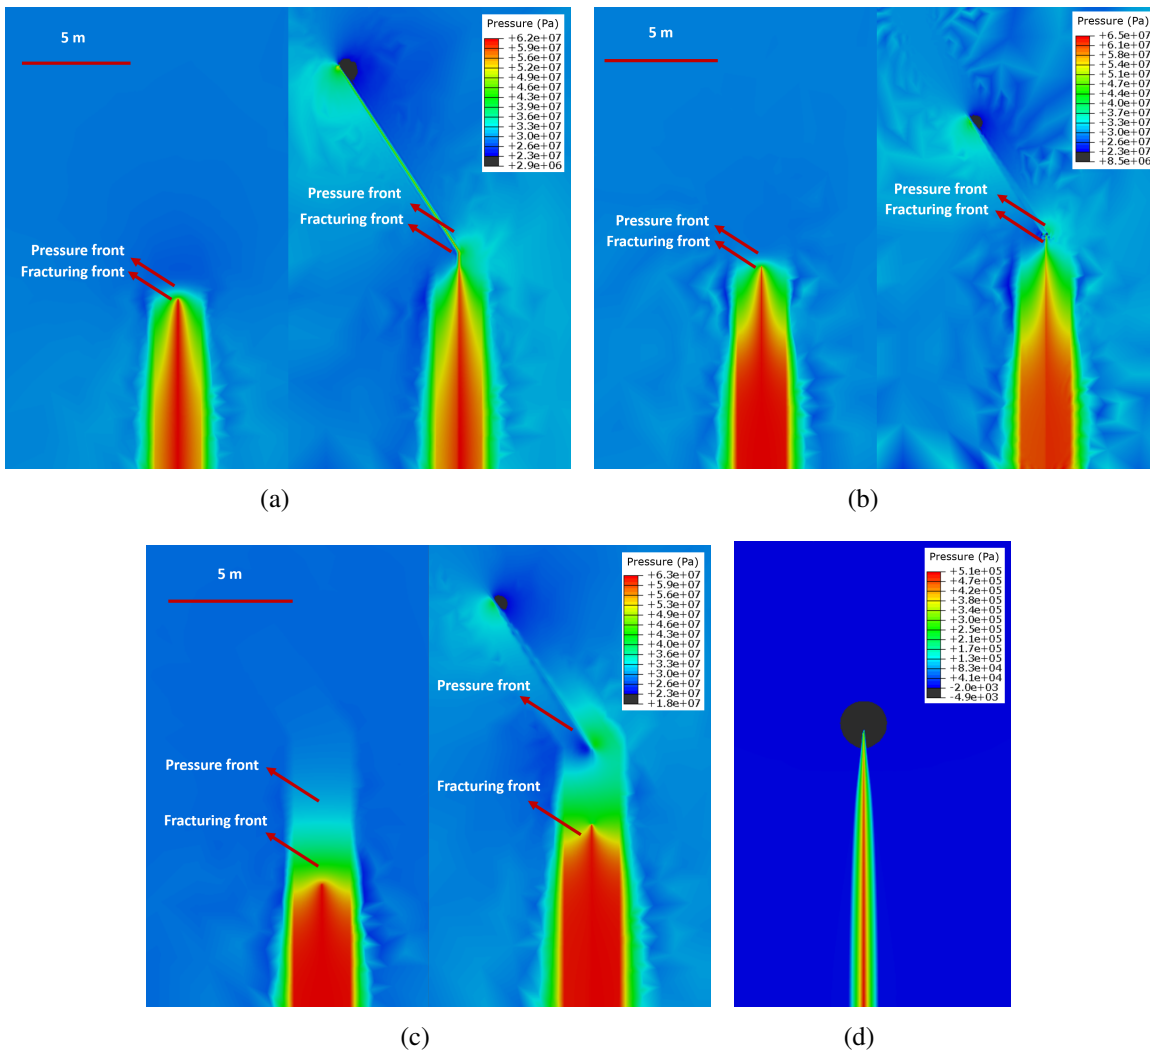 5 m
Pressure front
Fracturing front
Pressure (Pa)
+6.2e+07
+5.9e+07
+5.6e+07
+5.2e+07
+4.9e+07
+4.6e+07
+4.3e+07
+3.9e+07
+3.6e+07
+3.3e+07
+3.0e+07
+2.6e+07
+2.3e+07
+2.9e+06
Pressure front
Fracturing front
(a)
5 m
Pressure front
Fracturing front
Pressure (Pa)
+6.5e+07
+6.1e+07
+5.8e+07
+5.4e+07
+5.1e+07
+4.7e+07
+4.4e+07
+4.0e+07
+3.7e+07
+3.3e+07
+3.0e+07
+2.6e+07
+2.3e+07
+8.5e+06
Pressure front
Fracturing front
(b)
5 m
Pressure front
Fracturing front
Pressure (Pa)
+6.3e+07
+5.9e+07
+5.6e+07
+5.3e+07
+4.9e+07
+4.6e+07
+4.3e+07
+4.0e+07
+3.6e+07
+3.3e+07
+3.0e+07
+2.6e+07
+2.3e+07
+1.8e+07
Pressure front
Fracturing front
(c)
Pressure (Pa)
+5.1e+05
+4.7e+05
+4.2e+05
+3.8e+05
+3.4e+05
+3.0e+05
+2.5e+05
+2.1e+05
+1.7e+05
+1.3e+05
+8.3e+04
+4.1e+04
-2.0e+03
-4.9e+03
(d)